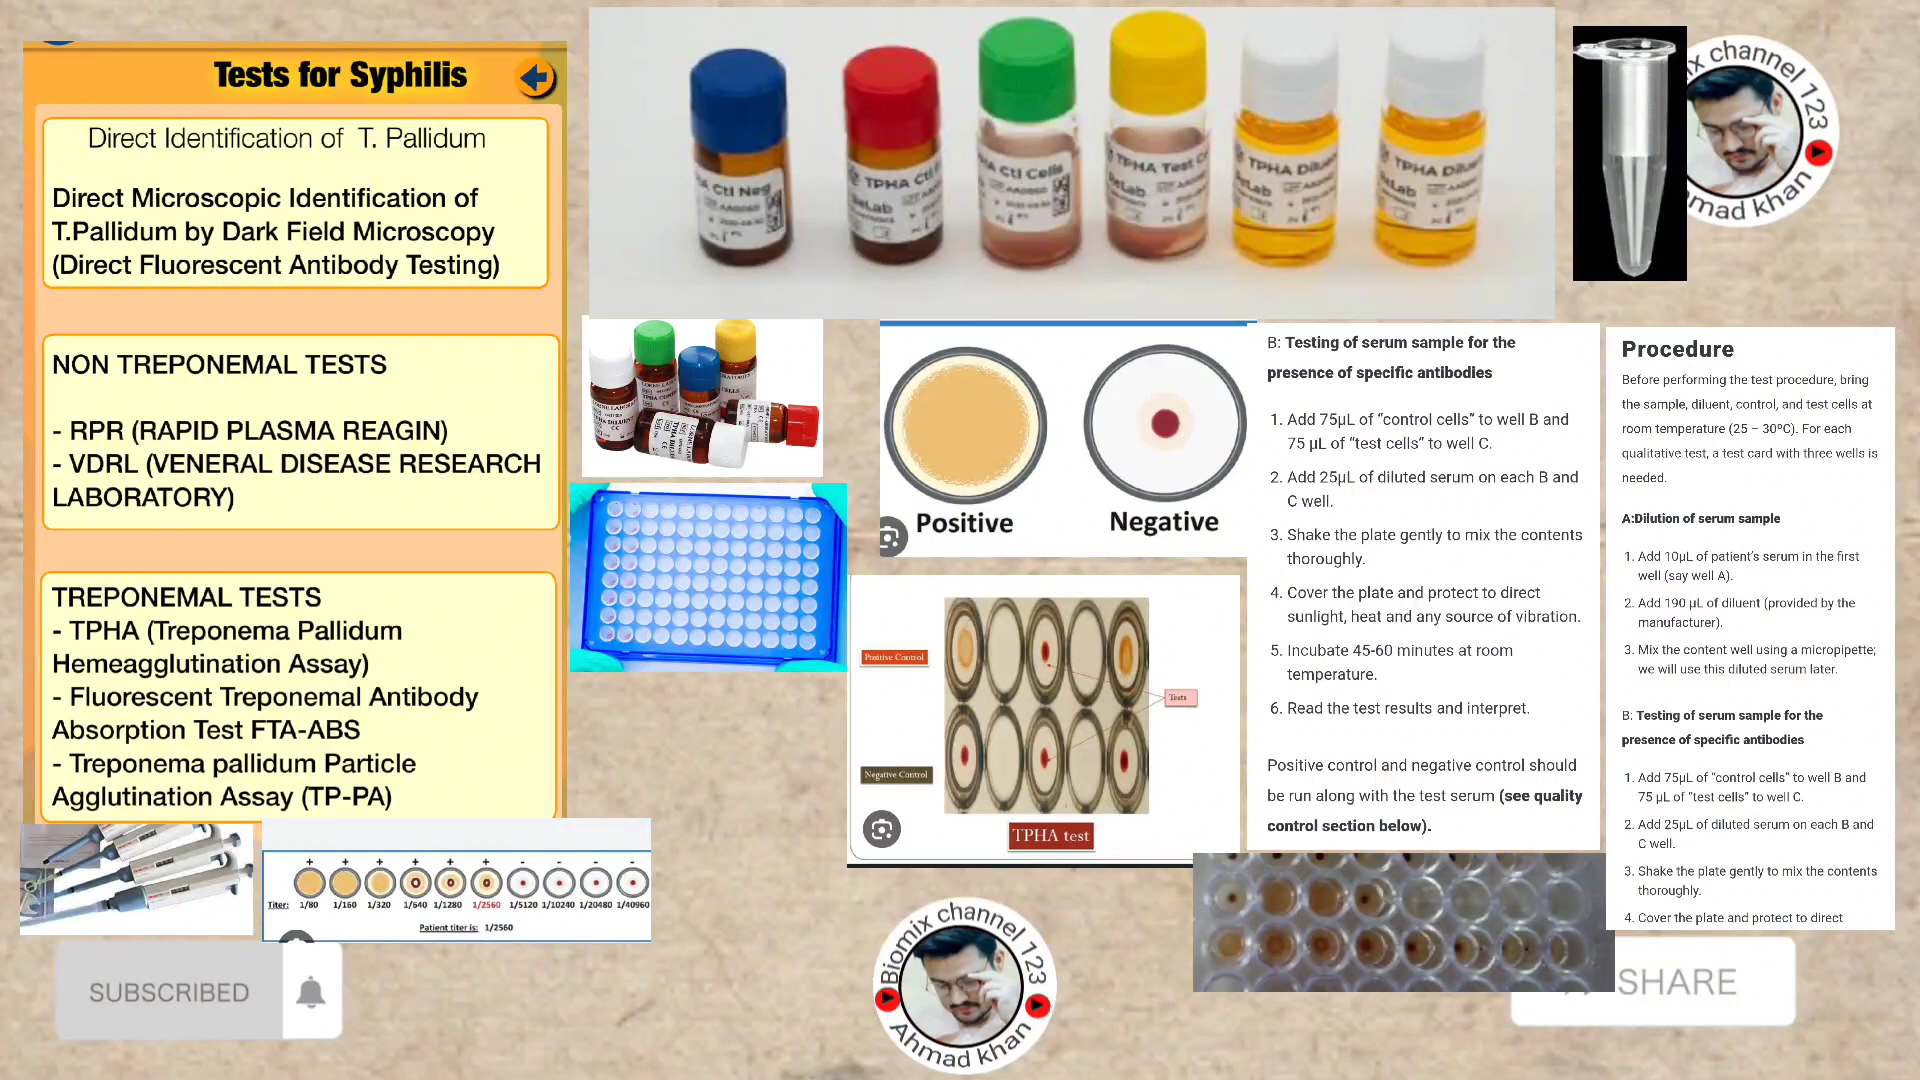 Tests for Syphilis
Direct Identification of T. Pallidum
Direct Microscopic Identification of
T.Pallidum by Dark Field Microscopy
(Direct Fluorescent Antibody Testing)
NON TREPONEMAL TESTS
- RPR (RAPID PLASMA REAGIN)
- VDRL (VENERAL DISEASE RESEARCH
LABORATORY)
TREPONEMAL TESTS
- TPHA (Treponema Pallidum
Hemeagglutination Assay)
- Fluorescent Treponemal Antibody
Absorption Test FTA-ABS
- Treponema pallidum Particle
Agglutination Assay (TP-PA)
Ctl Neg
TPHA Ctl
Ctl Cells
TPHA Test
TPHA
TPHA
channel 123
mad khan
Positive
Negative
Positive Control
Tests
Negative Control
TPHA test
B: Testing of serum sample for the
presence of specific antibodies
1. Add 75µL of “control cells” to well B and
75 µL of “test cells” to well C.
2. Add 25µL of diluted serum on each B and
C well.
3. Shake the plate gently to mix the contents
thoroughly.
4. Cover the plate and protect to direct
sunlight, heat and any source of vibration.
5. Incubate 45-60 minutes at room
temperature.
6. Read the test results and interpret.
Positive control and negative control should
be run along with the test serum (see quality
control section below).
Procedure
Before performing the test procedure, bring
the sample, diluent, control, and test cells at
room temperature (25 – 30ºC). For each
qualitative test, a test card with three wells is
needed.
A:Dilution of serum sample
1. Add 10µL of patient’s serum in the first
well (say well A).
2. Add 190 µL of diluent (provided by the
manufacturer).
3. Mix the content well using a micropipette;
we will use this diluted serum later.
B: Testing of serum sample for the
presence of specific antibodies
1. Add 75µL of “control cells” to well B and
75 µL of “test cells” to well C.
2. Add 25µL of diluted serum on each B and
C well.
3. Shake the plate gently to mix the contents
thoroughly.
4. Cover the plate and protect to direct
+ + + + + + - - - -
Titer: 1/80 1/160 1/320 1/640 1/1280 1/2560 1/5120 1/10240 1/20480 1/40960
Patient titer is: 1/2560
SUBSCRIBED
Biomix channel 123
Ahmad khan
SHARE